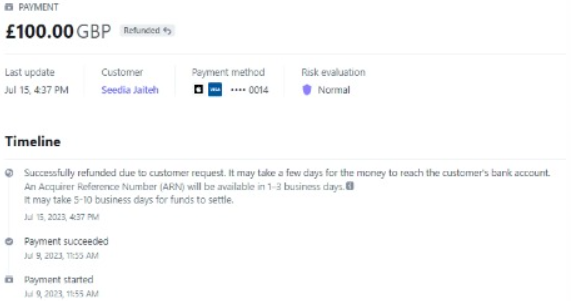 PAYMENT
£100.00 GBP Refunded
Last update Customer Payment method Risk evaluation
Jul 15, 4:37 PM Seedia Jaiteh VISA •••• 0014 Normal
Timeline
Successfully refunded due to customer request. It may take a few days for the money to reach the customer's bank account.
An Acquirer Reference Number (ARN) will be available in 1-3 business days.
It may take 5-10 business days for funds to settle.
Jul 15, 2023, 4:37 PM
Payment succeeded
Jul 9, 2023, 11:55 AM
Payment started
Jul 9, 2023, 11:55 AM